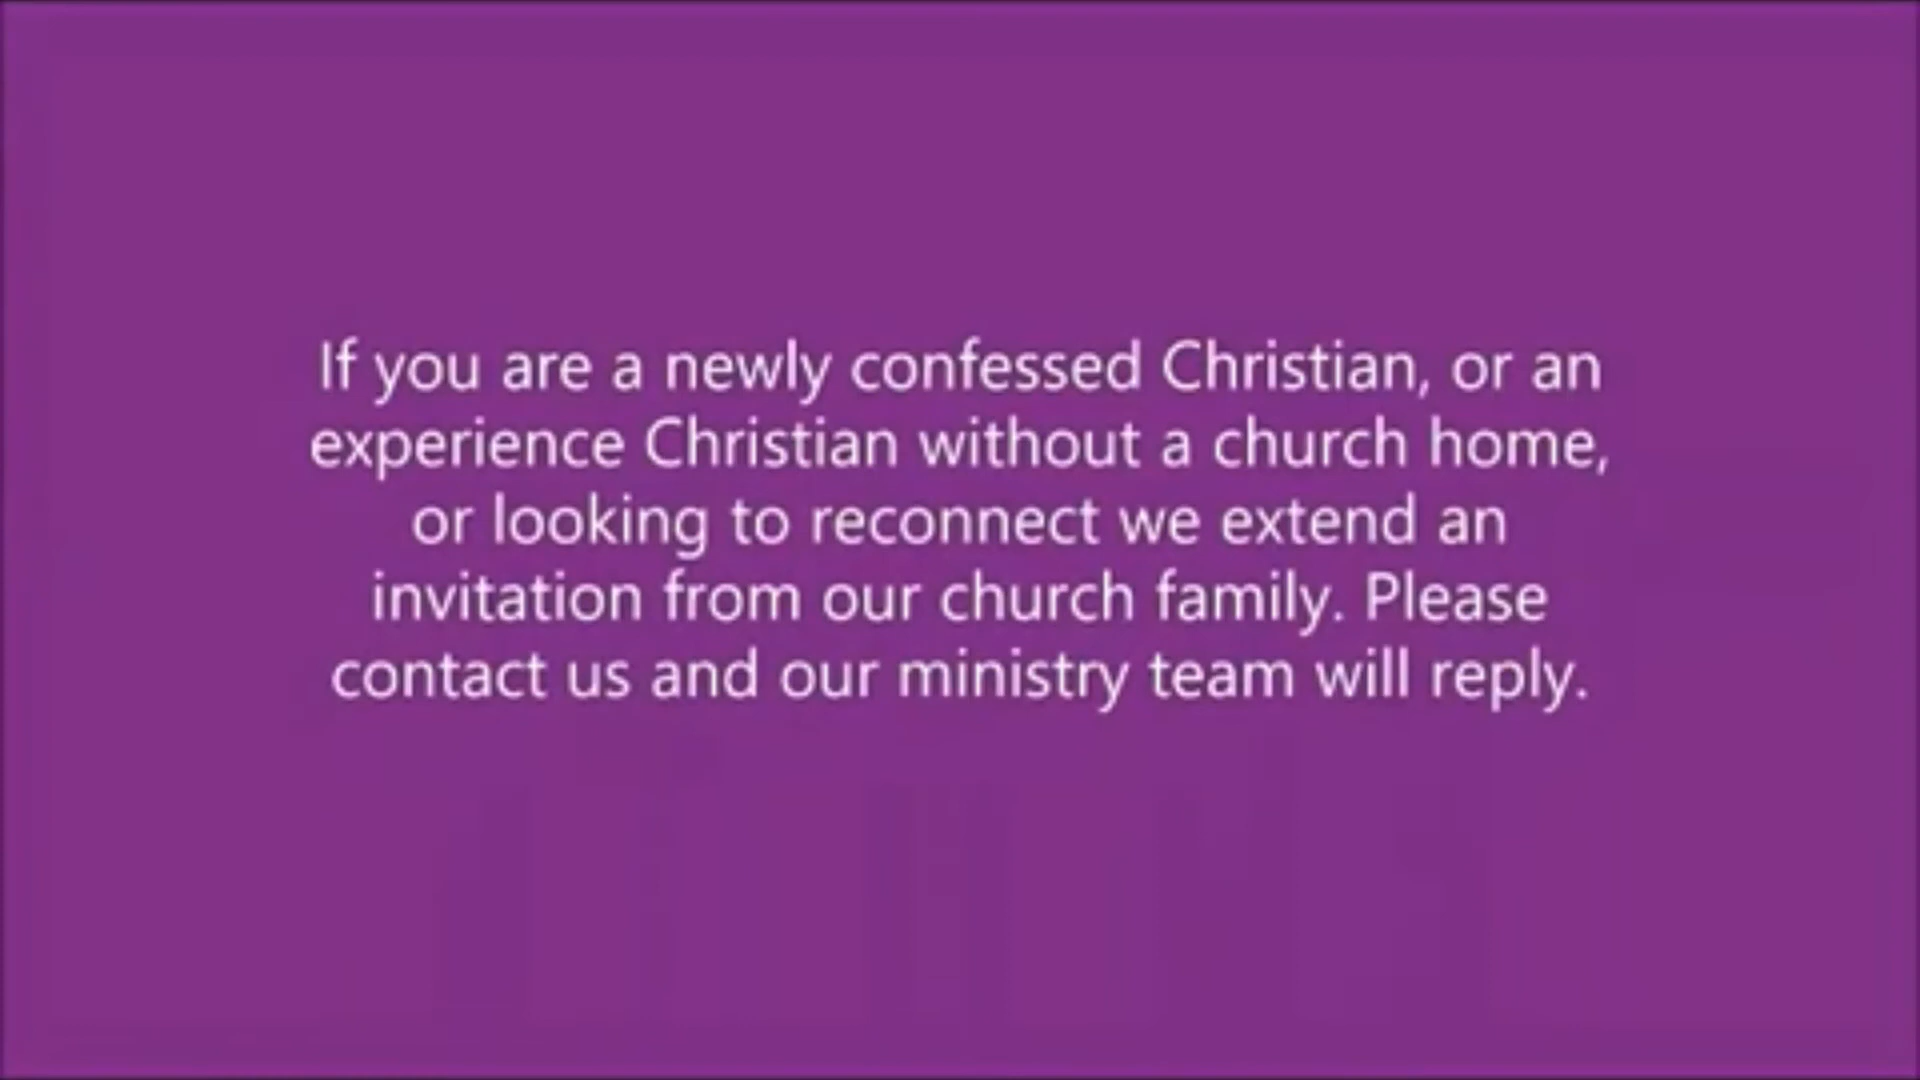 If you are a newly confessed Christian, or an
experience Christian without a church home,
or looking to reconnect we extend an
invitation from our church family. Please
contact us and our ministry team will reply.